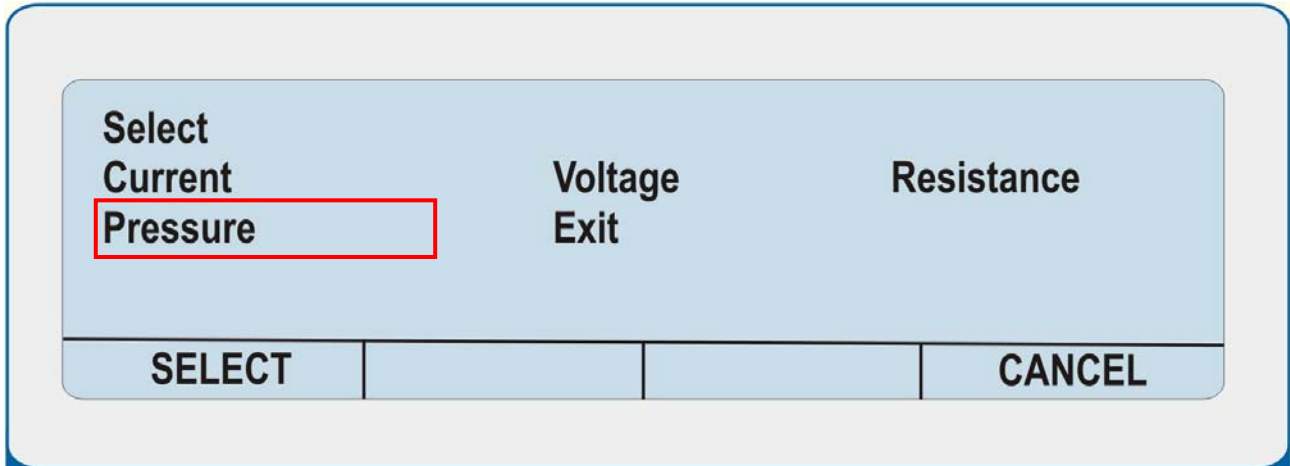 Select
Current Voltage Resistance
Pressure Exit
SELECT CANCEL